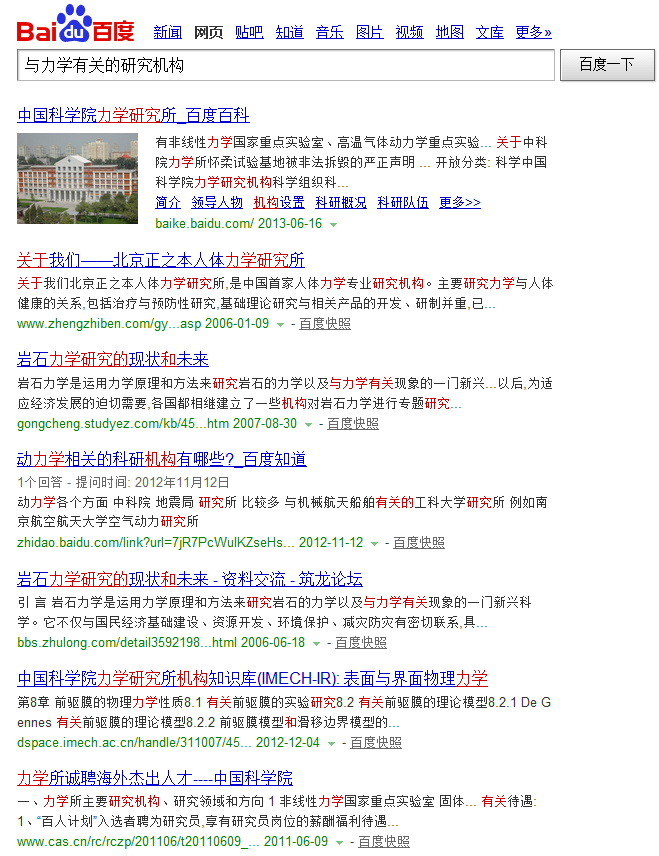 Bai du 百度 新闻 网页 贴吧 知道 音乐 图片 视频 地图 文库 更多»
与力学有关的研究机构 百度一下
中国科学院力学研究所_百度百科
有非线性力学国家重点实验室、高温气体动力学重点实验... 关于中科
院力学所怀柔试验基地被非法拆毁的严正声明 ... 开放分类: 科学中国
科学院力学研究机构科学组织科...
简介 领导人物 机构设置 科研概况 科研队伍 更多>>
baike.baidu.com/ 2013-06-16
关于我们——北京正之本人体力学研究所
关于我们北京正之本人体力学研究所,是中国首家人体力学专业研究机构。主要研究力学与人体
健康的关系,包括治疗与预防性研究,基础理论研究与相关产品的开发、研制并重,已...
www.zhengzhiben.com/gy...asp 2006-01-09 - 百度快照
岩石力学研究的现状和未来
岩石力学是运用力学原理和方法来研究岩石的力学以及与力学有关现象的一门新兴...以后,为适
应经济发展的迫切需要,各国都相继建立了一些机构对岩石力学进行专题研究...
gongcheng.studyez.com/kb/45...htm 2007-08-30 - 百度快照
动力学相关的科研机构有哪些?_百度知道
1个回答 - 提问时间: 2012年11月12日
动力学各个方面 中科院 地震局 研究所 比较多 与机械航天船舶有关的工科大学研究所 例如南
京航空航天大学空气动力研究所
zhidao.baidu.com/link?url=7jR7PcWulKZseHs... 2012-11-12 - 百度快照
岩石力学研究的现状和未来 - 资料交流 - 筑龙论坛
引 言 岩石力学是运用力学原理和方法来研究岩石的力学以及与力学有关现象的一门新兴科
学。它不仅与国民经济基础建设、资源开发、环境保护、减灾防灾有密切联系,具...
bbs.zhulong.com/detail3592198...html 2006-06-18 - 百度快照
中国科学院力学研究所机构知识库(IMECH-IR): 表面与界面物理力学
第8章 前驱膜的物理力学性质8.1 有关前驱膜的实验研究8.2 有关前驱膜的理论模型8.2.1 De G
ennes 有关前驱膜的理论模型8.2.2 前驱膜模型和滑移边界模型的...
dspace.imech.ac.cn/handle/311007/45... 2012-12-04 - 百度快照
力学所诚聘海外杰出人才----中国科学院
一、力学所主要研究机构、研究领域和方向 1 非线性力学国家重点实验室 固体... 有关待遇:
1、“百人计划”入选者聘为研究员,享有研究员岗位的薪酬福利待遇...
www.cas.cn/rc/rczp/201106/t20110609_... 2011-06-09 - 百度快照